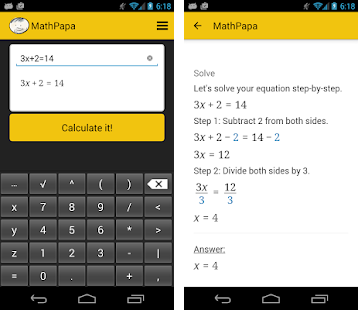 6:18
MathPapa
3x+2=14
3x + 2 = 14
Calculate it!
... √ ^ ( )
x 7 8 9 / <
y 4 5 6 * >
z 1 2 3 - [
= 0 . + ,
6:18
MathPapa
Solve
Let's solve your equation step-by-step.
3x + 2 = 14
Step 1: Subtract 2 from both sides.
3x + 2 − 2 = 14 − 2
3x = 12
Step 2: Divide both sides by 3.
3x/3 = 12/3
x = 4
Answer:
x = 4